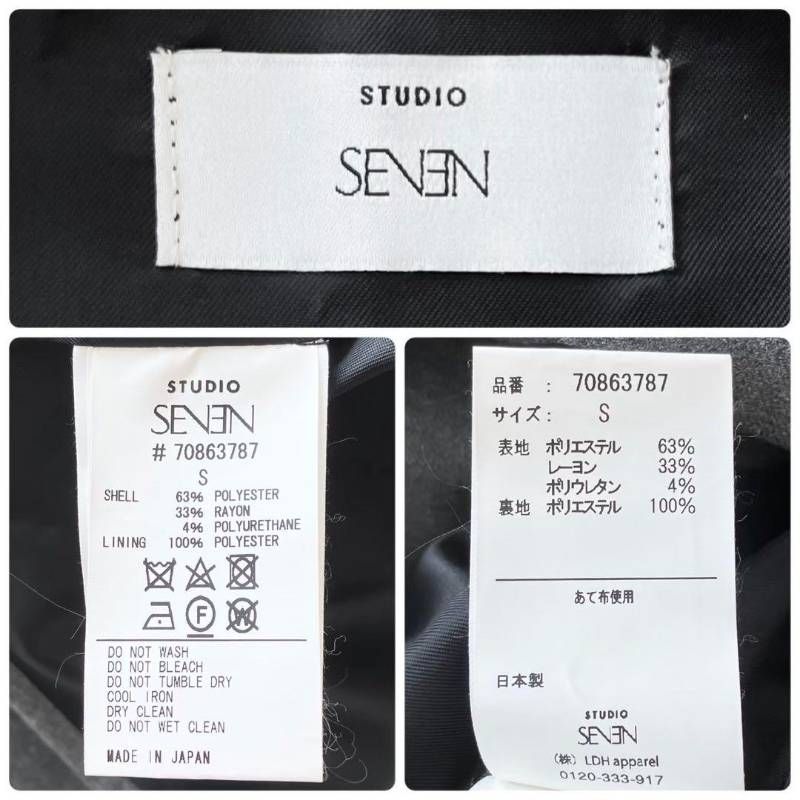 STUDIO
SEVEN
STUDIO
SEVEN
# 70863787
S
SHELL 63% POLYESTER
33% RAYON
4% POLYURETHANE
LINING 100% POLYESTER
F W
DO NOT WASH
DO NOT BLEACH
DO NOT TUMBLE DRY
COOL IRON
DRY CLEAN
DO NOT WET CLEAN
MADE IN JAPAN
品番 : 70863787
サイズ : S
表地 ポリエステル 63%
レーヨン 33%
ポリウレタン 4%
裏地 ポリエステル 100%
あて布使用
日本製
STUDIO
SEVEN
(株) LDH apparel
0120-333-917